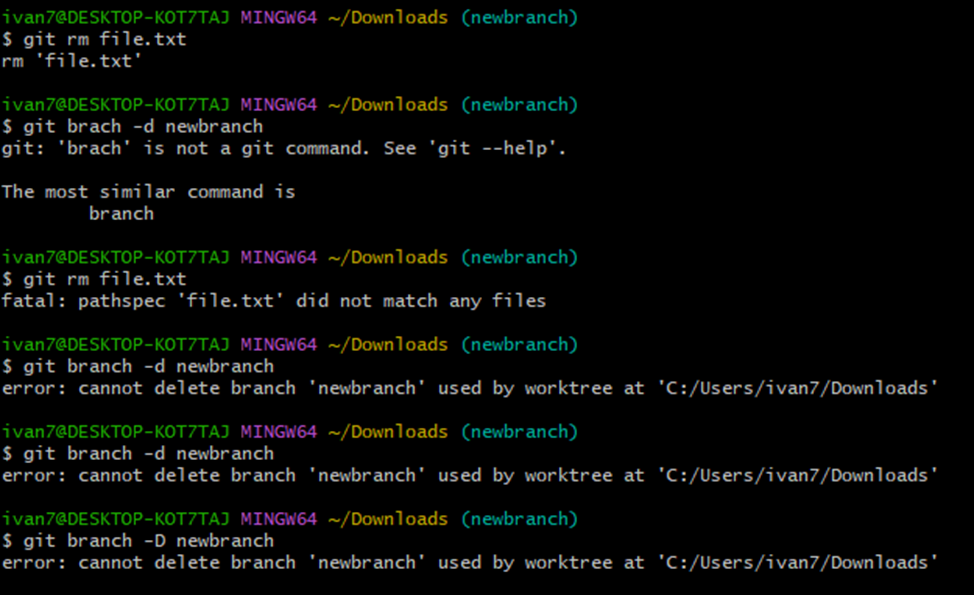 ivan7@DESKTOP-KOT7TAJ MINGW64 ~/Downloads (newbranch)
$ git rm file.txt
rm 'file.txt'
ivan7@DESKTOP-KOT7TAJ MINGW64 ~/Downloads (newbranch)
$ git brach -d newbranch
git: 'brach' is not a git command. See 'git --help'.
The most similar command is
        branch
ivan7@DESKTOP-KOT7TAJ MINGW64 ~/Downloads (newbranch)
$ git rm file.txt
fatal: pathspec 'file.txt' did not match any files
ivan7@DESKTOP-KOT7TAJ MINGW64 ~/Downloads (newbranch)
$ git branch -d newbranch
error: cannot delete branch 'newbranch' used by worktree at 'C:/Users/ivan7/Downloads'
ivan7@DESKTOP-KOT7TAJ MINGW64 ~/Downloads (newbranch)
$ git branch -d newbranch
error: cannot delete branch 'newbranch' used by worktree at 'C:/Users/ivan7/Downloads'
ivan7@DESKTOP-KOT7TAJ MINGW64 ~/Downloads (newbranch)
$ git branch -D newbranch
error: cannot delete branch 'newbranch' used by worktree at 'C:/Users/ivan7/Downloads'